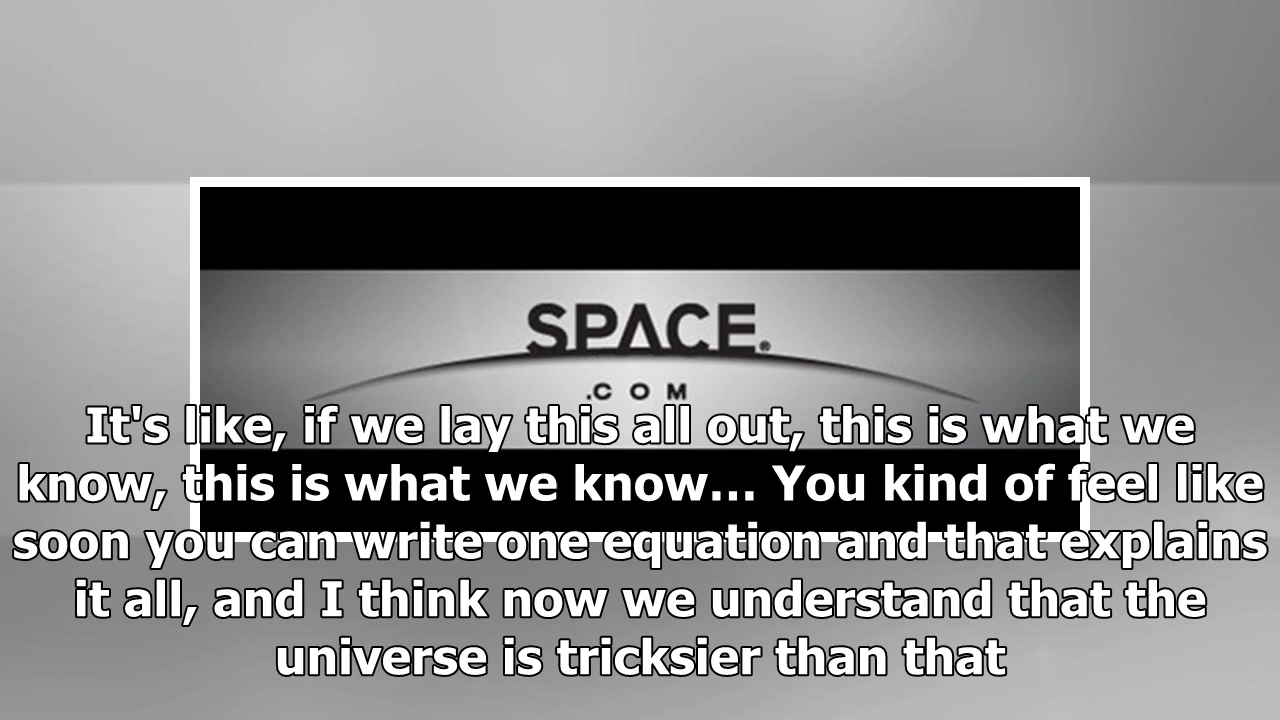 SPACE®
.COM
It's like, if we lay this all out, this is what we
know, this is what we know... You kind of feel like
soon you can write one equation and that explains
it all, and I think now we understand that the
universe is tricksier than that